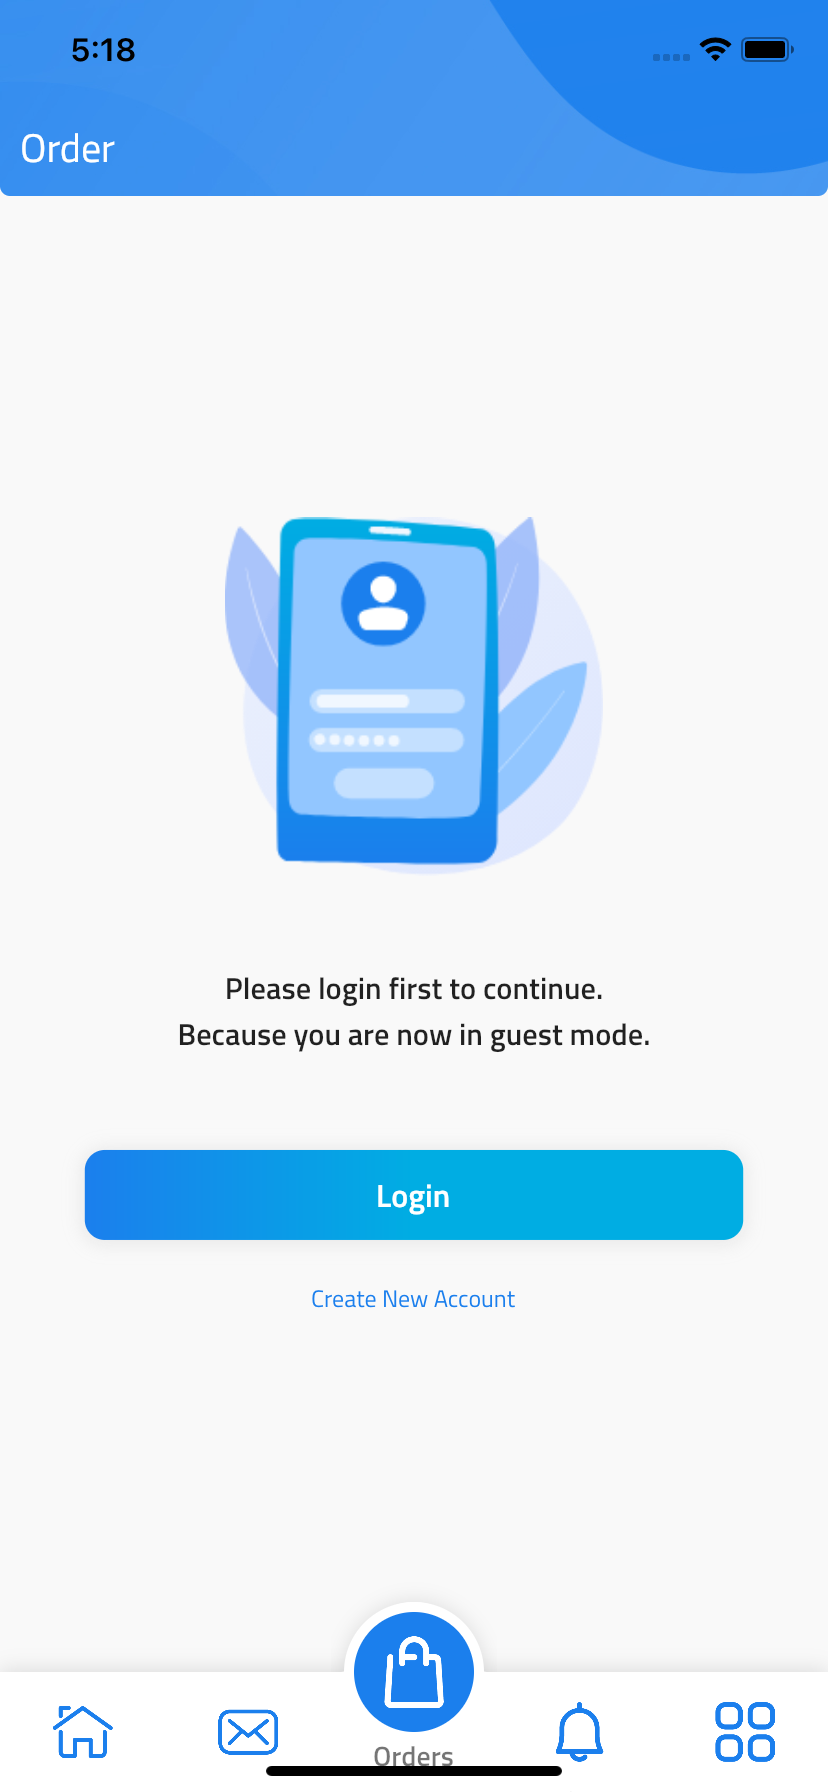 5:18
Order
Please login first to continue.
Because you are now in guest mode.
Login
Create New Account
Orders